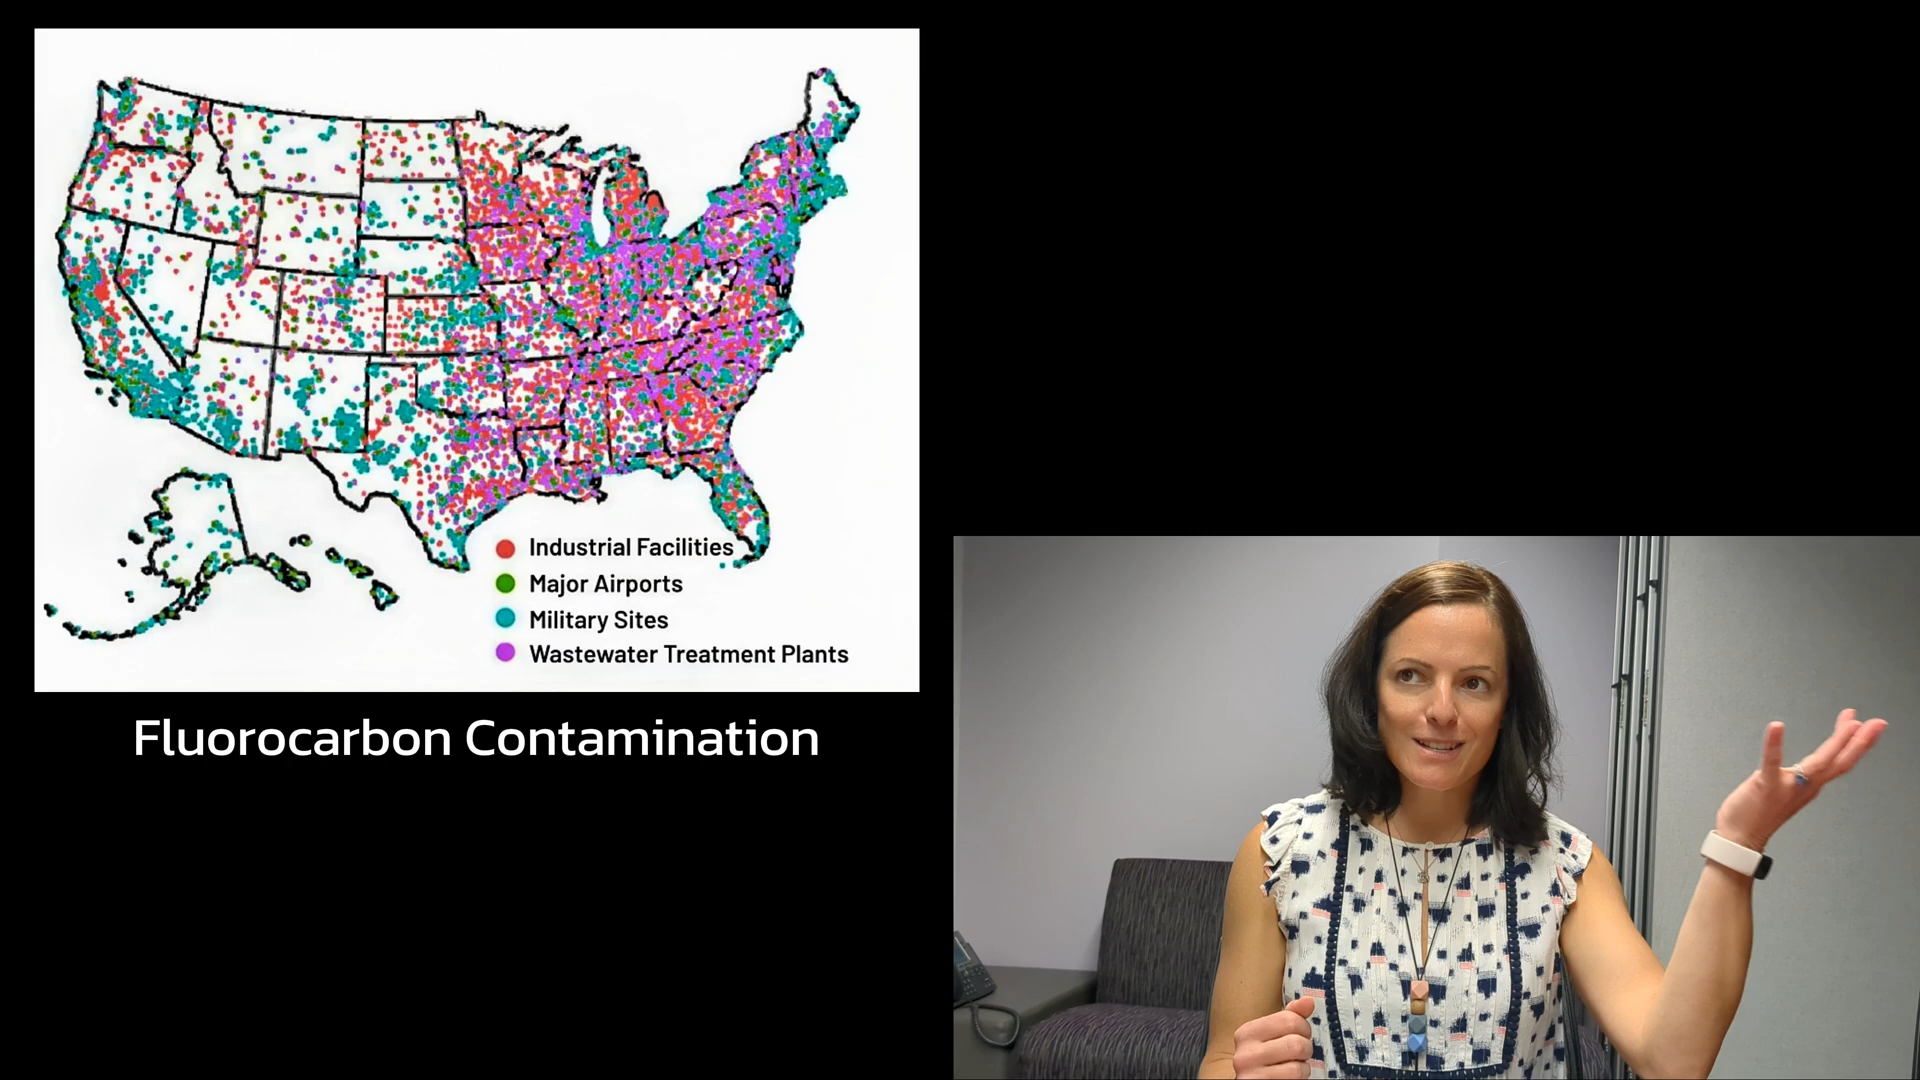 Industrial Facilities
Major Airports
Military Sites
Wastewater Treatment Plants
Fluorocarbon Contamination